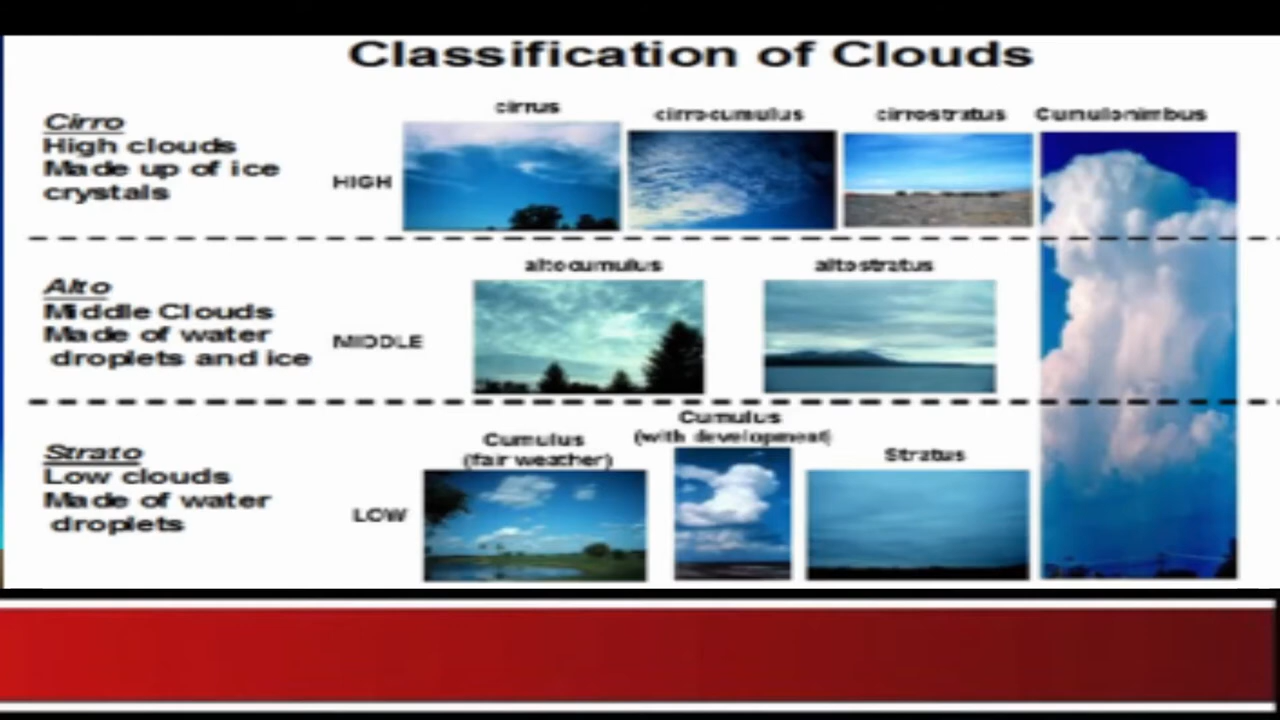 Classification of Clouds
Cirro
High clouds
Made up of ice
crystals
HIGH
cirrus
cirrocumulus
cirrostratus
Cumulonimbus
Alto
Middle Clouds
Made of water
droplets and ice
MIDDLE
altocumulus
altostratus
Strato
Low clouds
Made of water
droplets
LOW
Cumulus
(fair weather)
Cumulus
(with development)
Stratus